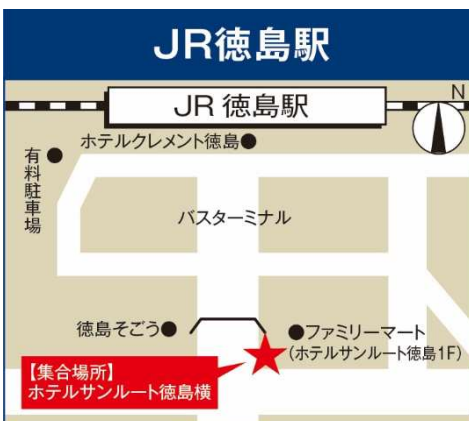 JR徳島駅
JR 徳島駅
N
ホテルクレメント徳島●
有料駐車場
バスターミナル
徳島そごう●
●ファミリーマート
(ホテルサンルート徳島1F)
【集合場所】
ホテルサンルート徳島横